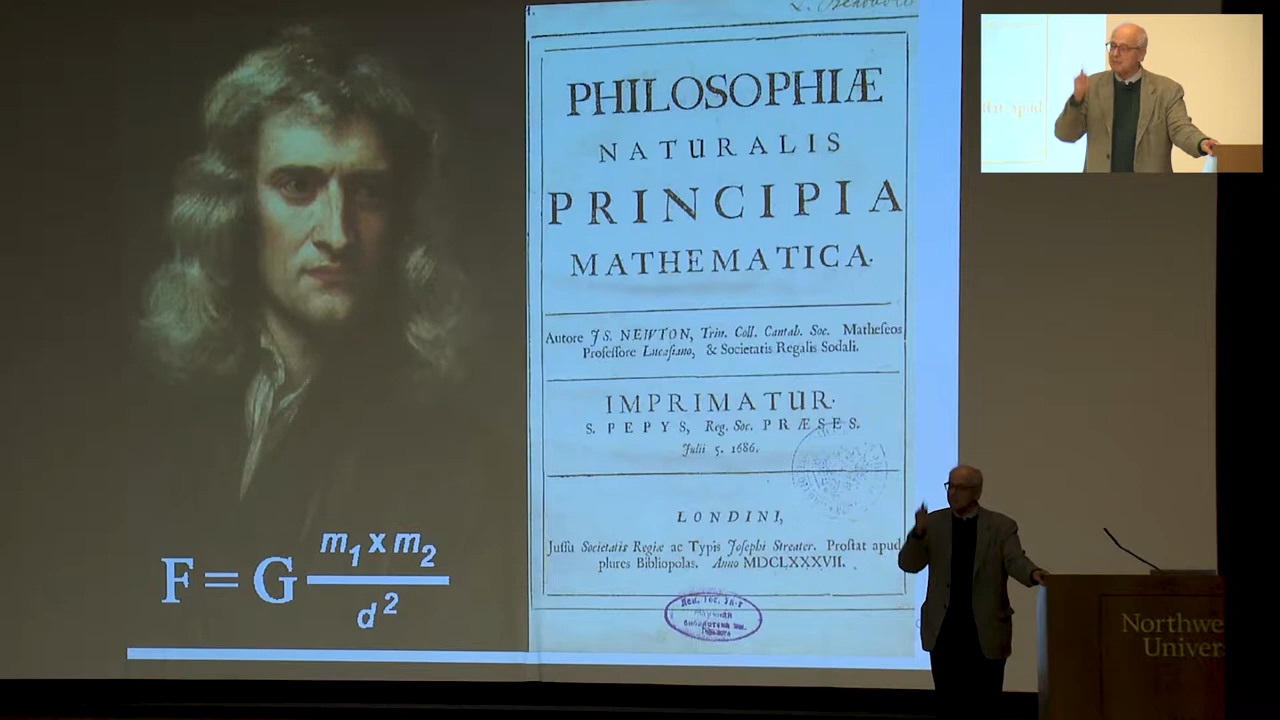 PHILOSOPHIÆ
NATURALIS
PRINCIPIA
MATHEMATICA.
Autore JS. NEWTON, Trin. Coll. Cantab. Soc. Matheseos
Professore Lucasiano, & Societatis Regalis Sodali.
IMPRIMATUR.
S. PEPYS, Reg. Soc. PRÆSES.
Julii 5. 1686.
LONDINI,
Jussu Societatis Regiæ ac Typis Josephi Streater. Prostat apud
plures Bibliopolas. Anno MDCLXXXVII.
F = G m₁ x m₂ / d²
Northwe
Univer
apud